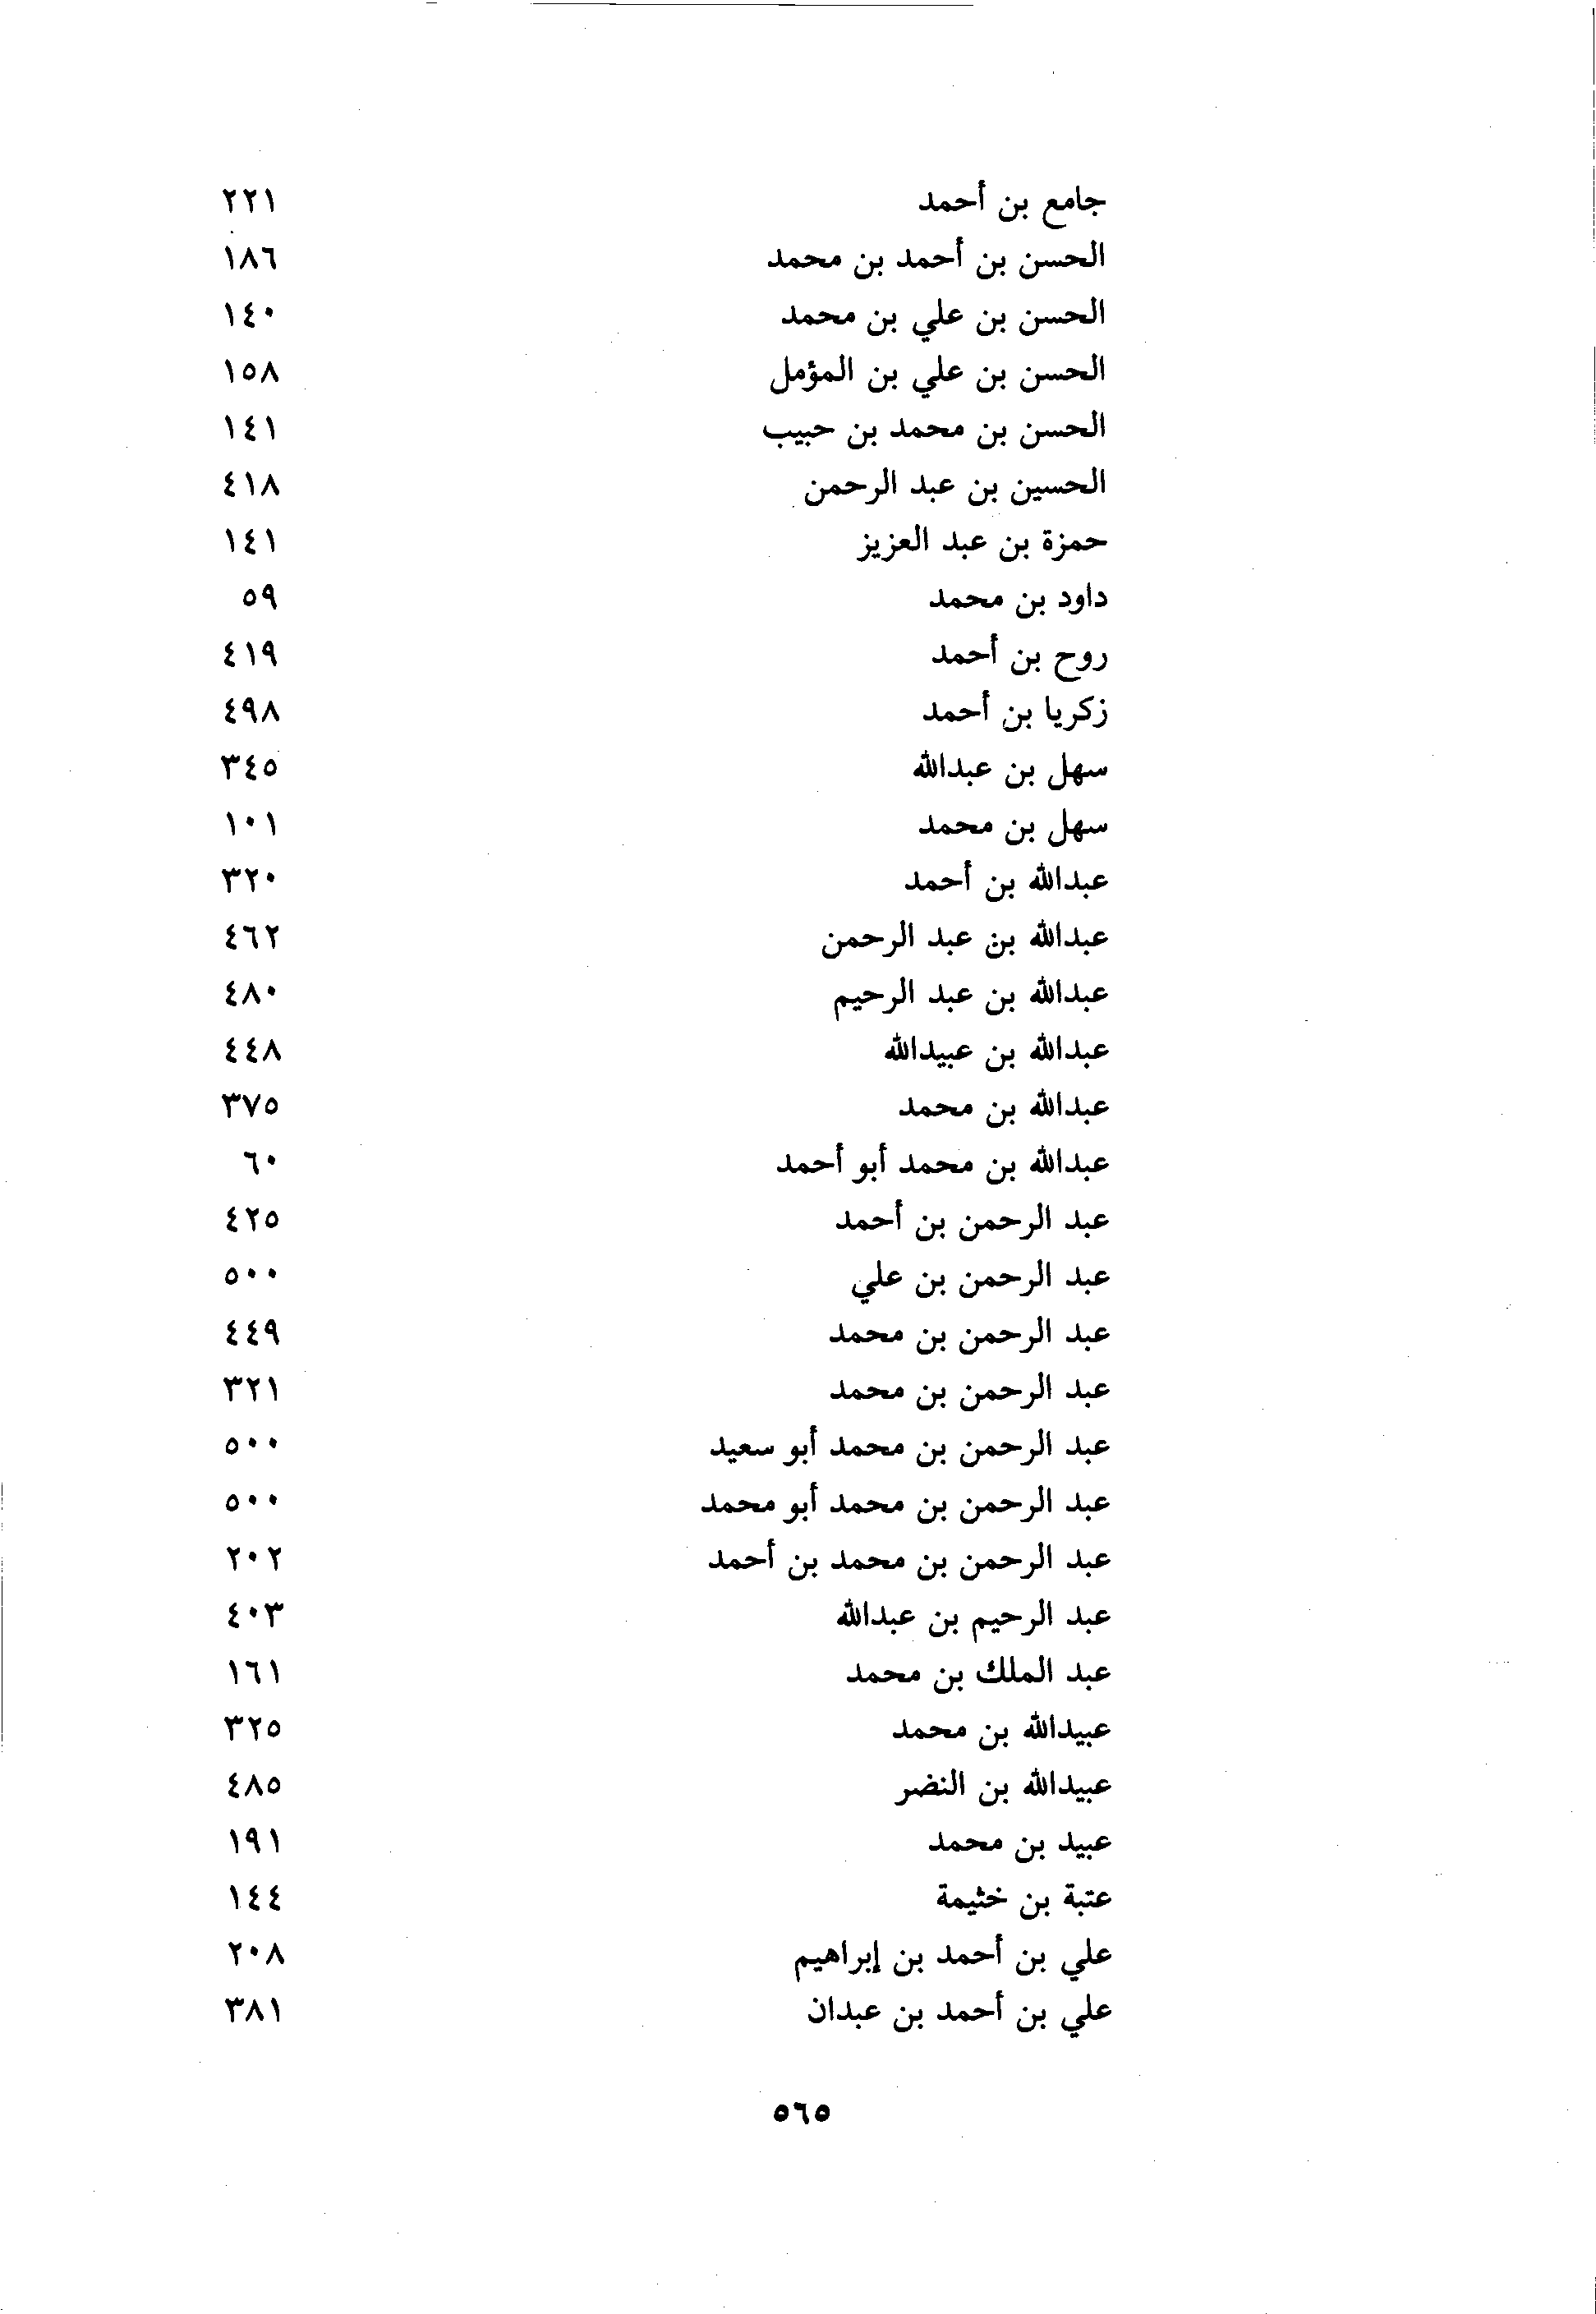 جامع بن أحمد ٢٢١
الحسن بن أحمد بن محمد ١٨٦
الحسن بن علي بن محمد ١٤٠
الحسن بن علي بن المؤمل ١٥٨
الحسن بن محمد بن حبيب ١٤١
الحسين بن عبد الرحمن ٤١٨
حمزة بن عبد العزيز ١٤١
داود بن محمد ٥٩
روح بن أحمد ٤١٩
زكريا بن أحمد ٤٩٨
سهل بن عبدالله ٣٤٥
سهل بن محمد ١٠١
عبدالله بن أحمد ٣٢٠
عبدالله بن عبد الرحمن ٤٦٢
عبدالله بن عبد الرحيم ٤٨٠
عبدالله بن عبيدالله ٤٤٨
عبدالله بن محمد ٣٧٥
عبدالله بن محمد أبو أحمد ٦٠
عبد الرحمن بن أحمد ٤٢٥
عبد الرحمن بن علي ٥٠٠
عبد الرحمن بن محمد ٤٤٩
عبد الرحمن بن محمد ٣٢١
عبد الرحمن بن محمد أبو سعيد ٥٠٠
عبد الرحمن بن محمد أبو محمد ٥٠٠
عبد الرحمن بن محمد بن أحمد ٢٠٢
عبد الرحيم بن عبدالله ٤٠٣
عبد الملك بن محمد ١٦١
عبيدالله بن محمد ٣٢٥
عبيدالله بن النضر ٤٨٥
عبيد بن محمد ١٩١
عتبة بن خثيمة ١٤٤
علي بن أحمد بن إبراهيم ٢٠٨
علي بن أحمد بن عبدان ٣٨١
٥٦٥